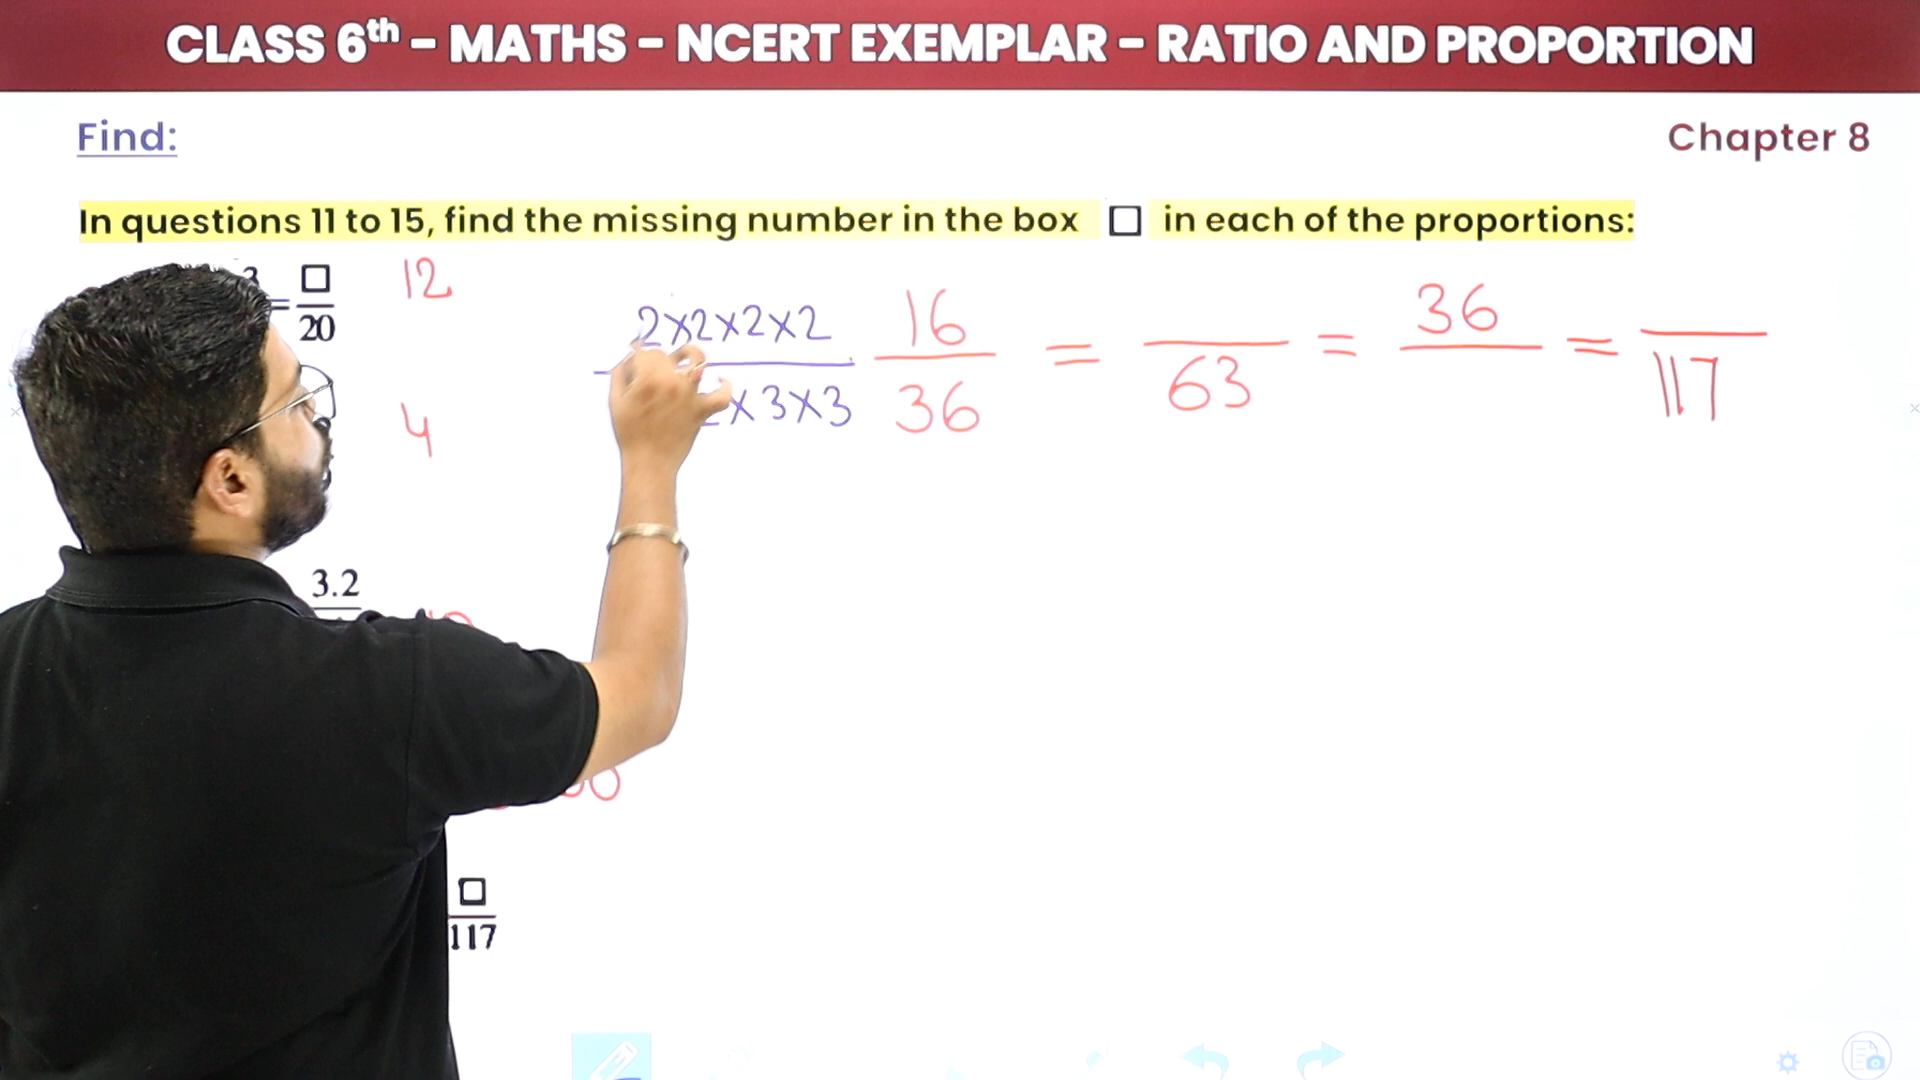 CLASS 6th – MATHS – NCERT EXEMPLAR – RATIO AND PROPORTION
Find:
Chapter 8
In questions 11 to 15, find the missing number in the box □ in each of the proportions:
= □/20
12
2×2×2×2
×3×3
16/36 = /63 = 36/ = /117
4
3.2
□/117